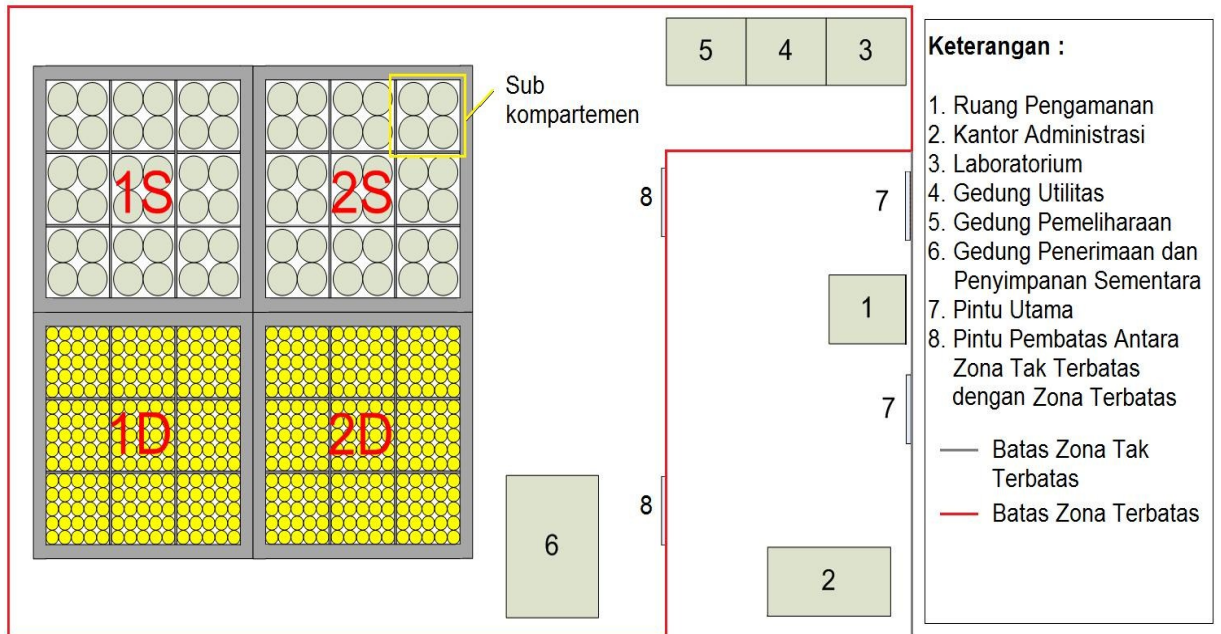 5
4
3
Sub
kompartemen
1S
2S
8
7
1
1D
2D
7
8
6
2
Keterangan :
1. Ruang Pengamanan
2. Kantor Administrasi
3. Laboratorium
4. Gedung Utilitas
5. Gedung Pemeliharaan
6. Gedung Penerimaan dan
Penyimpanan Sementara
7. Pintu Utama
8. Pintu Pembatas Antara
Zona Tak Terbatas
dengan Zona Terbatas
Batas Zona Tak
Terbatas
Batas Zona Terbatas